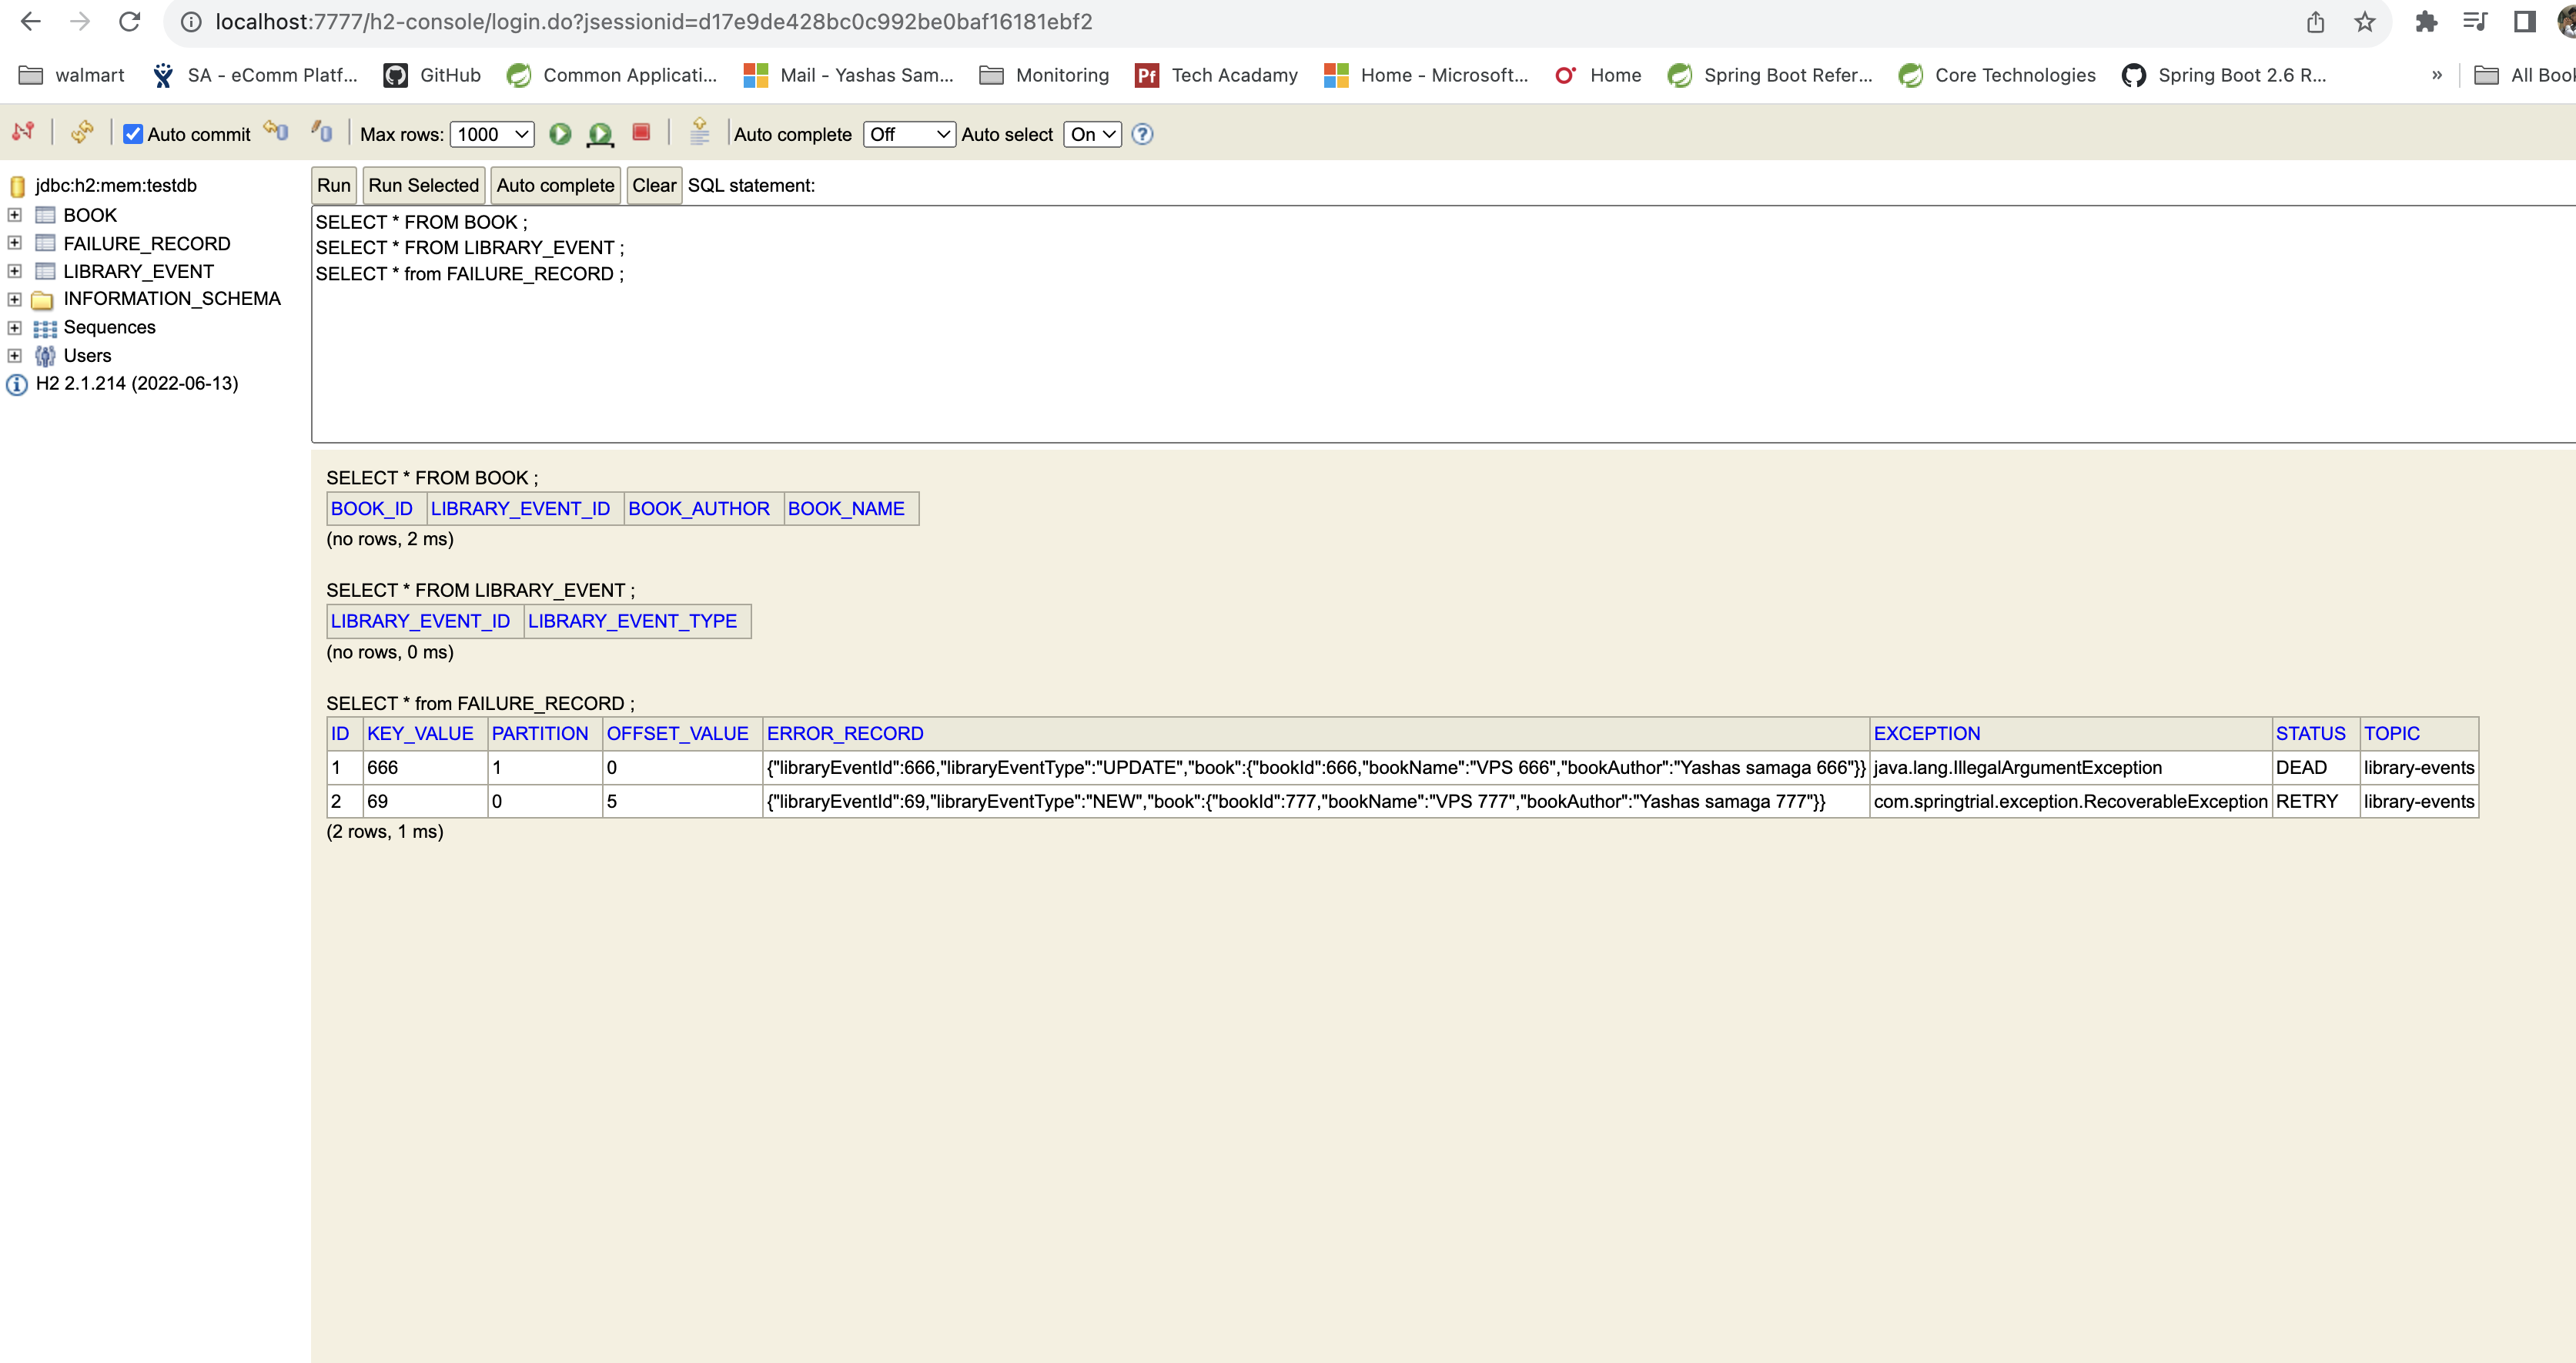 localhost:7777/h2-console/login.do?jsessionid=d17e9de428bc0c992be0baf16181ebf2
walmart SA - eComm Platf... GitHub Common Applicati... Mail - Yashas Sam... Monitoring Pf Tech Acadamy Home - Microsoft... Home Spring Boot Refer... Core Technologies Spring Boot 2.6 R... » All Book
Auto commit Max rows: 1000 Auto complete Off Auto select On ?
jdbc:h2:mem:testdb
BOOK
FAILURE_RECORD
LIBRARY_EVENT
INFORMATION_SCHEMA
Sequences
Users
H2 2.1.214 (2022-06-13)
Run Run Selected Auto complete Clear SQL statement:
SELECT * FROM BOOK ;
SELECT * FROM LIBRARY_EVENT ;
SELECT * from FAILURE_RECORD ;
SELECT * FROM BOOK ;
BOOK_ID LIBRARY_EVENT_ID BOOK_AUTHOR BOOK_NAME
(no rows, 2 ms)
SELECT * FROM LIBRARY_EVENT ;
LIBRARY_EVENT_ID LIBRARY_EVENT_TYPE
(no rows, 0 ms)
SELECT * from FAILURE_RECORD ;
ID KEY_VALUE PARTITION OFFSET_VALUE ERROR_RECORD EXCEPTION STATUS TOPIC
1 666 1 0 {"libraryEventId":666,"libraryEventType":"UPDATE","book":{"bookId":666,"bookName":"VPS 666","bookAuthor":"Yashas samaga 666"}} java.lang.IllegalArgumentException DEAD library-events
2 69 0 5 {"libraryEventId":69,"libraryEventType":"NEW","book":{"bookId":777,"bookName":"VPS 777","bookAuthor":"Yashas samaga 777"}} com.springtrial.exception.RecoverableException RETRY library-events
(2 rows, 1 ms)